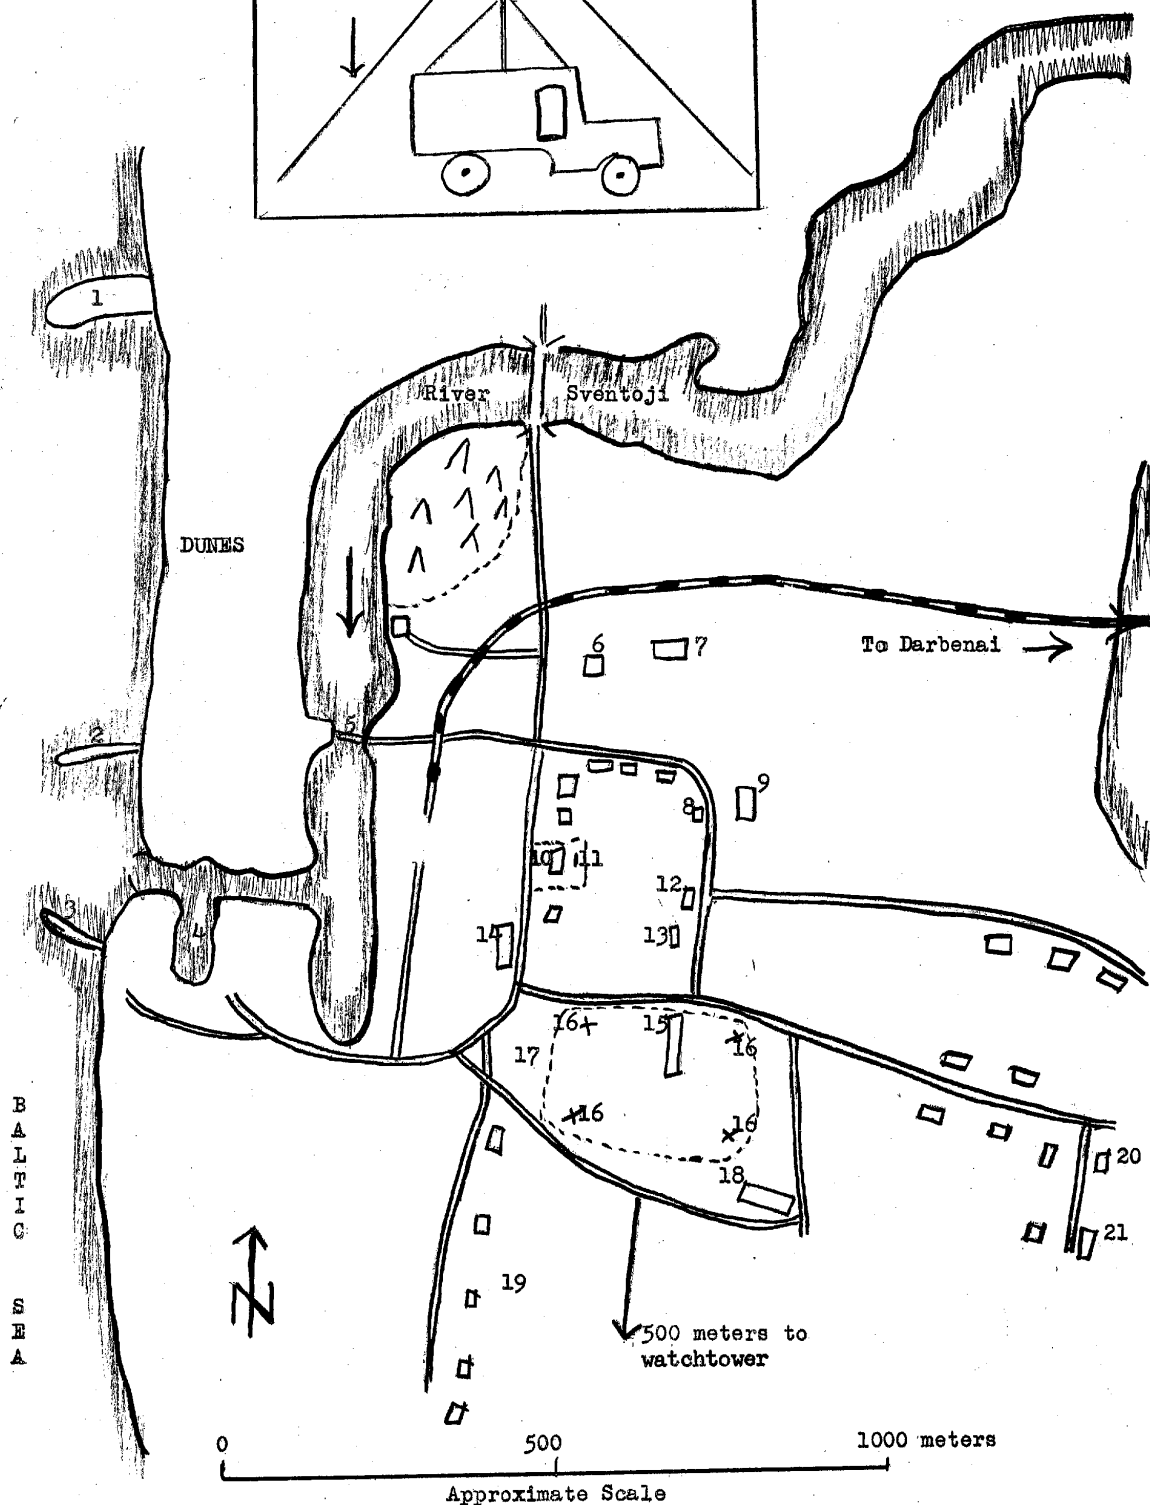 1
River Sventoji
DUNES
To Darbenai
6
7
5
2
9
8
10 11
12
3
4
14
13
16
15
16
17
16
16
18
20
21
19
B
A
L
T
I
C
S
E
A
N
500 meters to
watchtower
0 500 1000 meters
Approximate Scale